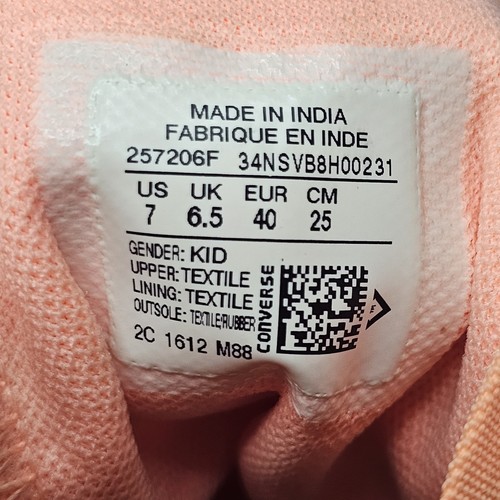 MADE IN INDIA
FABRIQUE EN INDE
257206F 34NSVB8H00231
US UK EUR CM
7 6.5 40 25
GENDER: KID
UPPER: TEXTILE
LINING: TEXTILE
OUTSOLE: TEXTILE/RUBBER
2C 1612 M88
CONVERSE
F